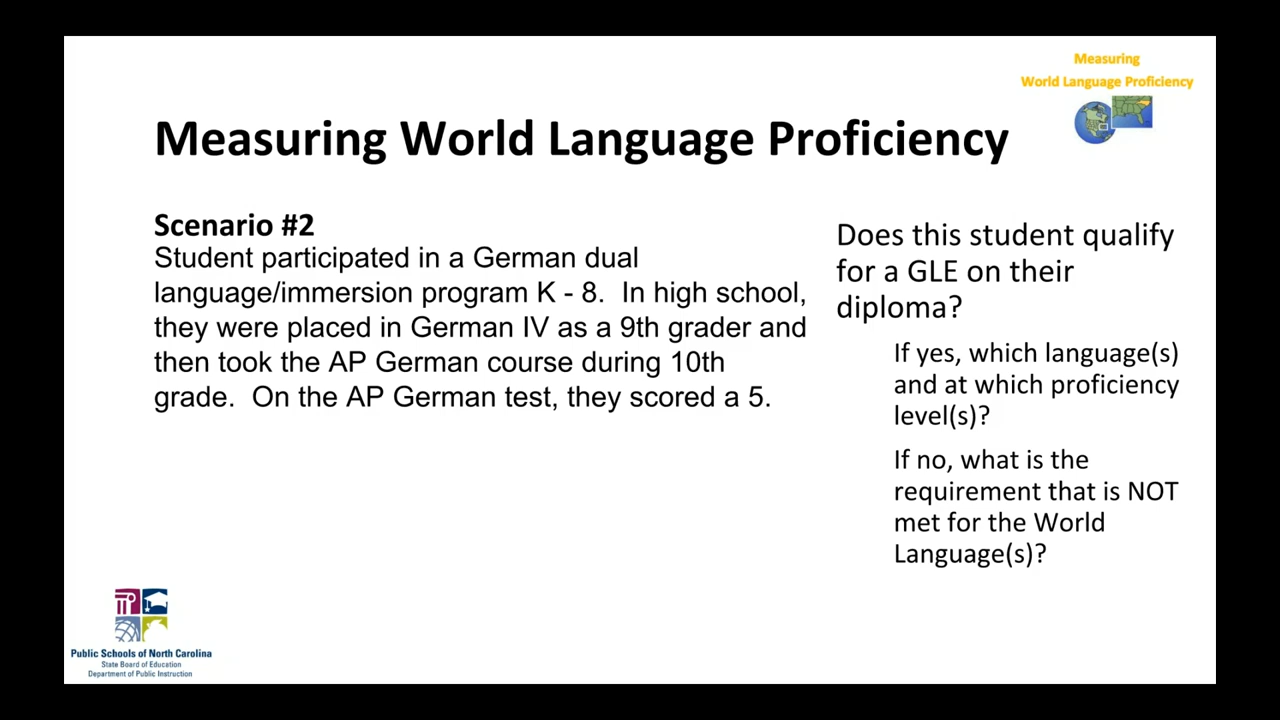 Measuring
World Language Proficiency
Measuring World Language Proficiency
Scenario #2
Student participated in a German dual
language/immersion program K - 8.  In high school,
they were placed in German IV as a 9th grader and
then took the AP German course during 10th
grade.  On the AP German test, they scored a 5.
Does this student qualify
for a GLE on their
diploma?
If yes, which language(s)
and at which proficiency
level(s)?
If no, what is the
requirement that is NOT
met for the World
Language(s)?
Public Schools of North Carolina
State Board of Education
Department of Public Instruction